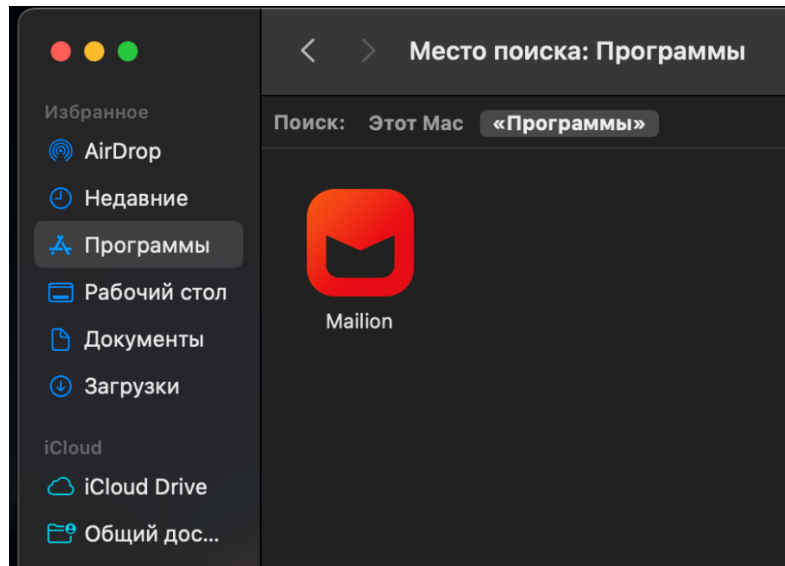 Место поиска: Программы
Избранное
AirDrop
Недавние
Программы
Рабочий стол
Документы
Загрузки
iCloud
iCloud Drive
Общий дос...
Поиск: Этот Mac «Программы»
Mailion